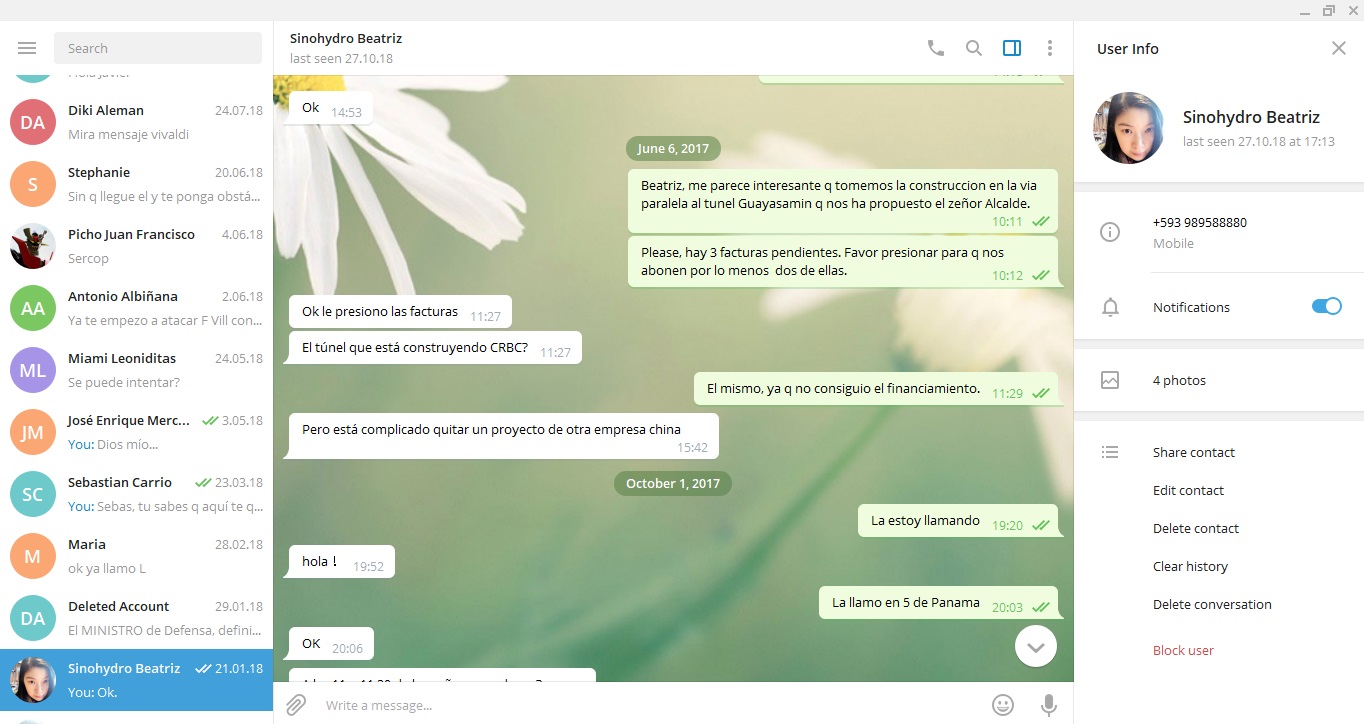 Search
Hola Javier
Diki Aleman 24.07.18
Mira mensaje vivaldi
Stephanie 20.06.18
Sin q llegue el y te ponga obstá...
Picho Juan Francisco 4.06.18
Sercop
Antonio Albiñana 2.06.18
Ya te empezo a atacar F Vill con...
Miami Leoniditas 24.05.18
Se puede intentar?
José Enrique Merc... 3.05.18
You: Dios mío...
Sebastian Carrio 23.03.18
You: Sebas, tu sabes q aquí te q...
Maria 28.02.18
ok ya llamo L
Deleted Account 29.01.18
El MINISTRO de Defensa, defini...
Sinohydro Beatriz 21.01.18
You: Ok.
DA
S
AA
ML
JM
SC
M
DA
Sinohydro Beatriz
last seen 27.10.18
Ok 14:53
June 6, 2017
Beatriz, me parece interesante q tomemos la construccion en la via
paralela al tunel Guayasamin q nos ha propuesto el zeñor Alcalde.
10:11
Please, hay 3 facturas pendientes. Favor presionar para q nos
abonen por lo menos dos de ellas. 10:12
Ok le presiono las facturas 11:27
El túnel que está construyendo CRBC? 11:27
El mismo, ya q no consiguio el financiamiento. 11:29
Pero está complicado quitar un proyecto de otra empresa china
15:42
October 1, 2017
La estoy llamando 19:20
hola！ 19:52
La llamo en 5 de Panama 20:03
OK 20:06
Write a message...
User Info
Sinohydro Beatriz
last seen 27.10.18 at 17:13
+593 989588880
Mobile
Notifications
4 photos
Share contact
Edit contact
Delete contact
Clear history
Delete conversation
Block user